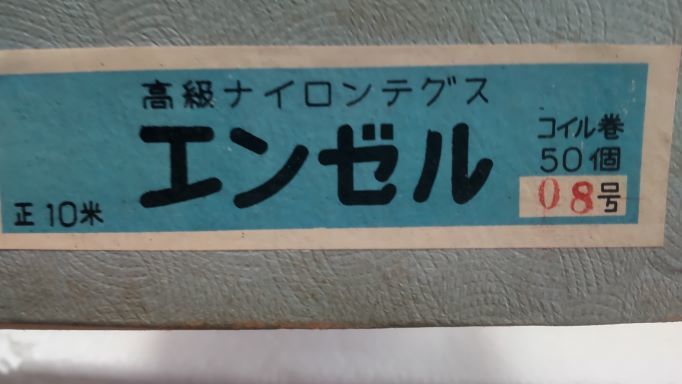 高級ナイロンテグス
エンゼル
正10米
コイル巻
50個
08号